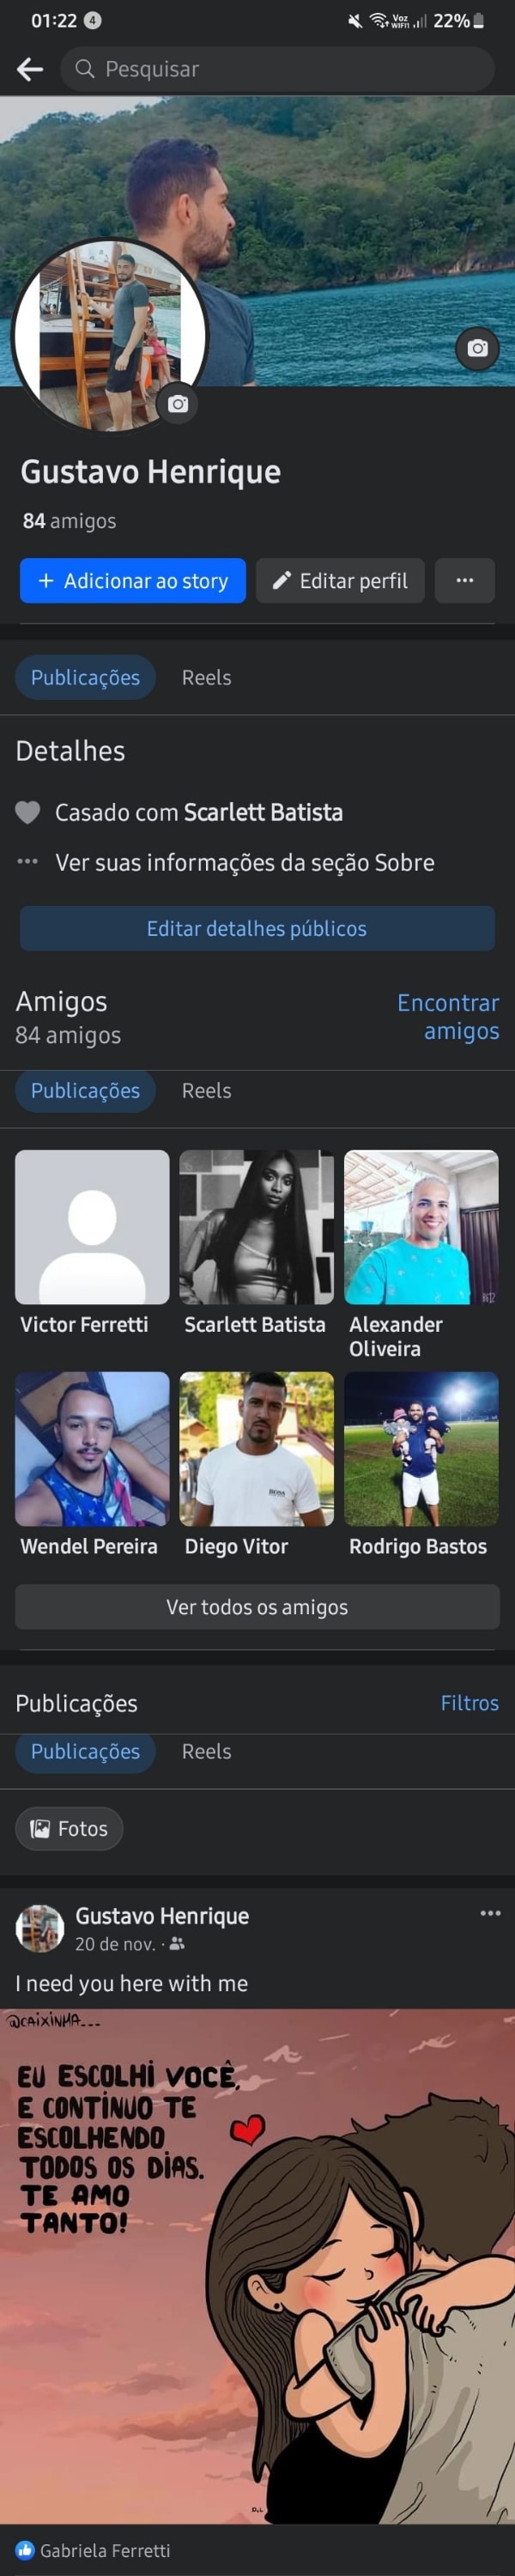 01:22 4 Voz WIFI1 22%
Pesquisar
Gustavo Henrique
84 amigos
+ Adicionar ao story
Editar perfil
Publicações Reels
Detalhes
Casado com Scarlett Batista
Ver suas informações da seção Sobre
Editar detalhes públicos
Amigos
84 amigos
Encontrar
amigos
Publicações Reels
Victor Ferretti
Scarlett Batista
Alexander
Oliveira
BOSS
Wendel Pereira
Diego Vitor
Rodrigo Bastos
Ver todos os amigos
Publicações
Filtros
Publicações Reels
Fotos
Gustavo Henrique
20 de nov. ·
I need you here with me
@CAIXINHA...
EU ESCOLHI VOCÊ,
E CONTINUO TE
ESCOLHENDO
TODOS OS DIAS.
TE AMO
TANTO!
D.L
Gabriela Ferretti